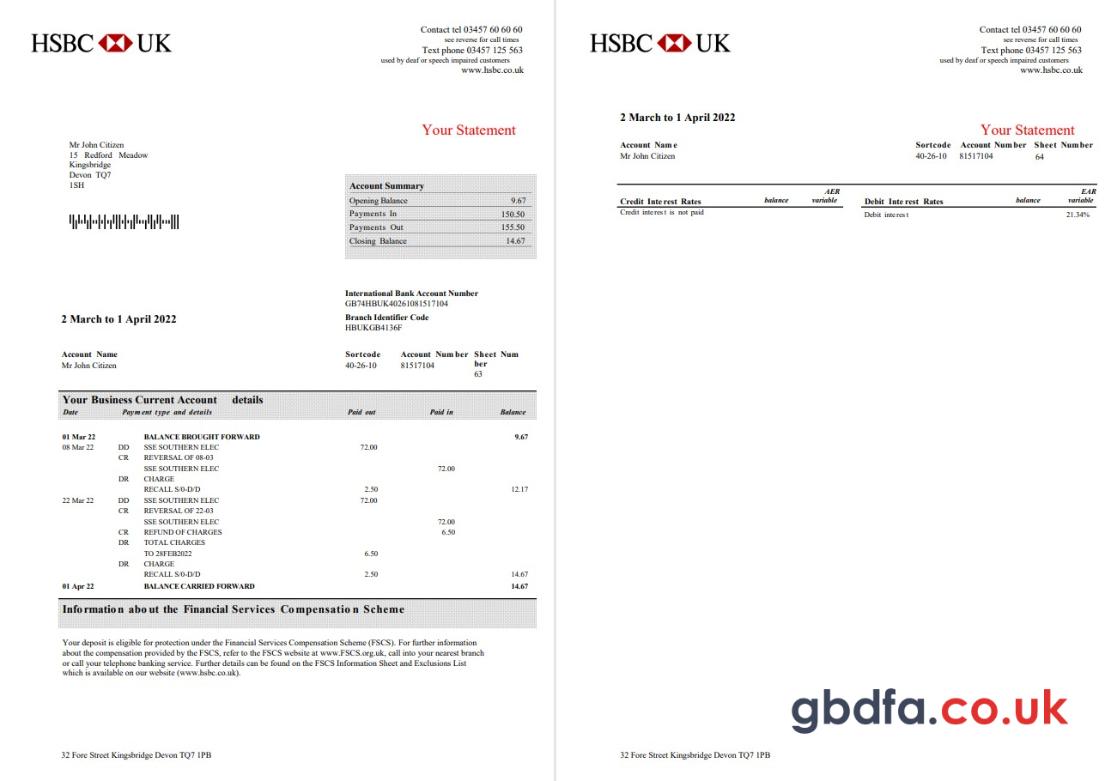 HSBC UK
Contact tel 03457 60 60 60
see reverse for call times
Text phone 03457 125 563
used by deaf or speech impaired customers
www.hsbc.co.uk
Your Statement
Mr John Citizen
15 Redford Meadow
Kingsbridge
Devon TQ7
1SH
Account Summary
Opening Balance 9.67
Payments In 150.50
Payments Out 155.50
Closing Balance 14.67
International Bank Account Number
GB74HBUK40261081517104
2 March to 1 April 2022
Branch Identifier Code
HBUKGB4136F
Account Name Sortcode Account Number Sheet Num
ber
Mr John Citizen 40-26-10 81517104
63
Your Business Current Account details
Date Payment type and details Paid out Paid in Balance
01 Mar 22 BALANCE BROUGHT FORWARD 9.67
08 Mar 22 DD SSE SOUTHERN ELEC 72.00
CR REVERSAL OF 08-03
SSE SOUTHERN ELEC 72.00
DR CHARGE
RECALL S/0-D/D 2.50 12.17
22 Mar 22 DD SSE SOUTHERN ELEC 72.00
CR REVERSAL OF 22-03
SSE SOUTHERN ELEC 72.00
CR REFUND OF CHARGES 6.50
DR TOTAL CHARGES
TO 28FEB2022 6.50
DR CHARGE
RECALL S/0-D/D 2.50 14.67
01 Apr 22 BALANCE CARRIED FORWARD 14.67
Information about the Financial Services Compensation Scheme
Your deposit is eligible for protection under the Financial Services Compensation Scheme (FSCS). For further information
about the compensation provided by the FSCS, refer to the FSCS website at www.FSCS.org.uk, call into your nearest branch
or call your telephone banking service. Further details can be found on the FSCS Information Sheet and Exclusions List
which is available on our website (www.hsbc.co.uk).
32 Fore Street Kingsbridge Devon TQ7 1PB
HSBC UK
Contact tel 03457 60 60 60
see reverse for call times
Text phone 03457 125 563
used by deaf or speech impaired customers
www.hsbc.co.uk
2 March to 1 April 2022
Your Statement
Account Name Sortcode Account Number Sheet Number
Mr John Citizen 40-26-10 81517104 64
AER EAR
Credit Interest Rates balance variable Debit Interest Rates balance variable
Credit interest is not paid Debit interest 21.34%
gbdfa.co.uk
32 Fore Street Kingsbridge Devon TQ7 1PB